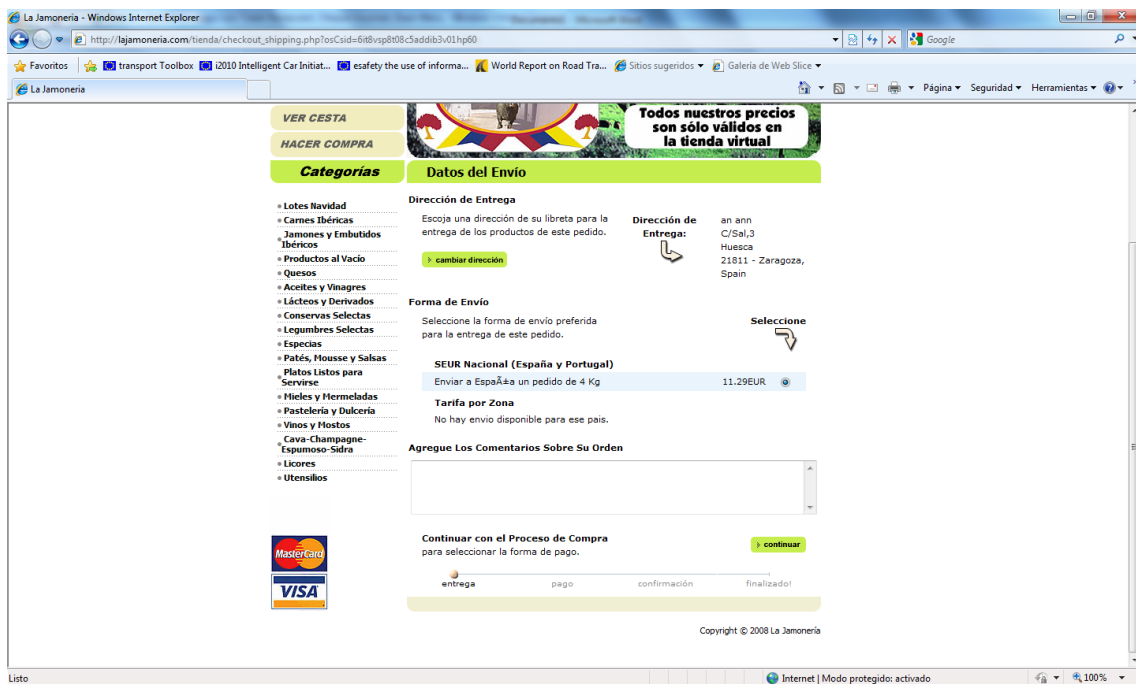 La Jamoneria - Windows Internet Explorer
http://lajamoneria.com/tienda/checkout_shipping.php?osCsid=6it8vsp8t08c5addib3v01hp60
Google
Favoritos transport Toolbox i2010 Intelligent Car Initiat... esafety the use of informa... World Report on Road Tra... Sitios sugeridos Galería de Web Slice
La Jamoneria
Página Seguridad Herramientas
VER CESTA
HACER COMPRA
Todos nuestros precios
son sólo válidos en
la tienda virtual
Categorías
Datos del Envío
Lotes Navidad
Carnes Ibéricas
Jamones y Embutidos
Ibéricos
Productos al Vacío
Quesos
Aceites y Vinagres
Lácteos y Derivados
Conservas Selectas
Legumbres Selectas
Especias
Patés, Mousse y Salsas
Platos Listos para
Servirse
Mieles y Mermeladas
Pastelería y Dulcería
Vinos y Mostos
Cava-Champagne-
Espumoso-Sidra
Licores
Utensilios
MasterCard
VISA
Dirección de Entrega
Escoja una dirección de su libreta para la
entrega de los productos de este pedido.
cambiar dirección
Dirección de
Entrega:
an ann
C/Sal,3
Huesca
21811 - Zaragoza,
Spain
Forma de Envío
Seleccione la forma de envío preferida
para la entrega de este pedido.
Seleccione
SEUR Nacional (España y Portugal)
Enviar a EspaÃ±a un pedido de 4 Kg 11.29EUR
Tarifa por Zona
No hay envio disponible para ese pais.
Agregue Los Comentarios Sobre Su Orden
Continuar con el Proceso de Compra
para seleccionar la forma de pago.
continuar
entrega pago confirmación finalizado!
Copyright © 2008 La Jamonería
Listo Internet | Modo protegido: activado 100%